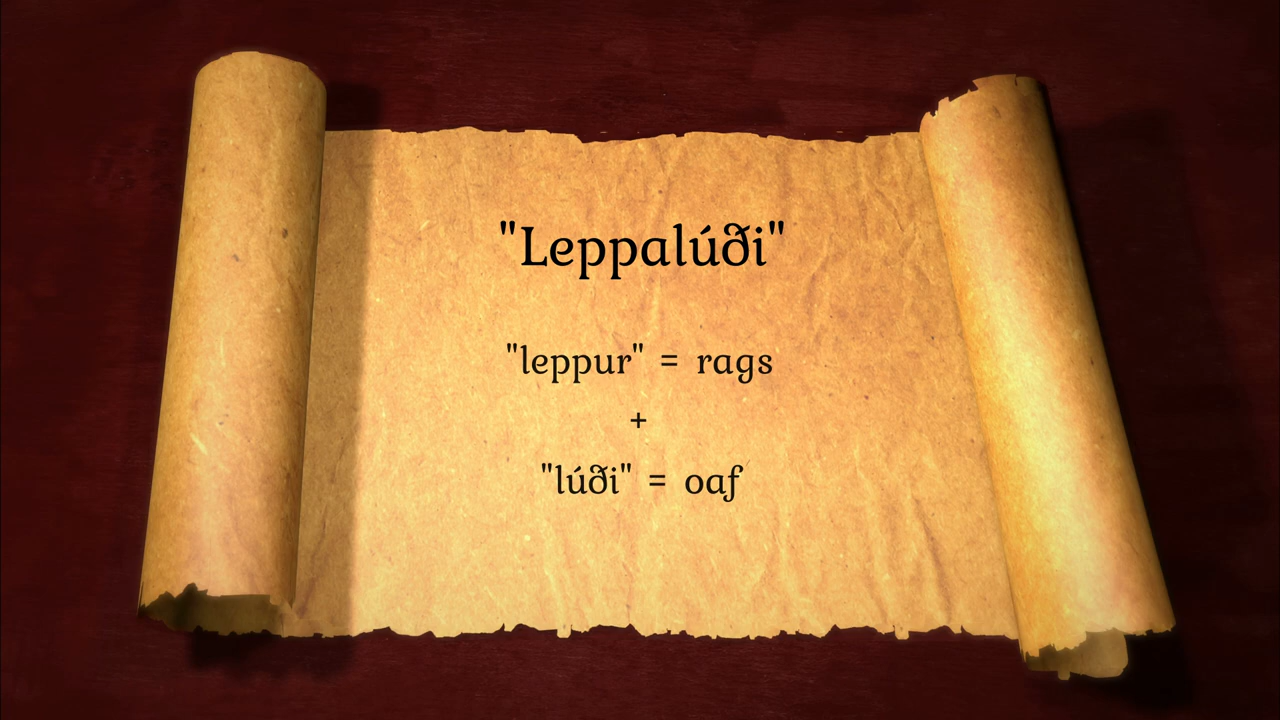 "Leppalúði"
"leppur" = rags
+
"lúði" = oaf